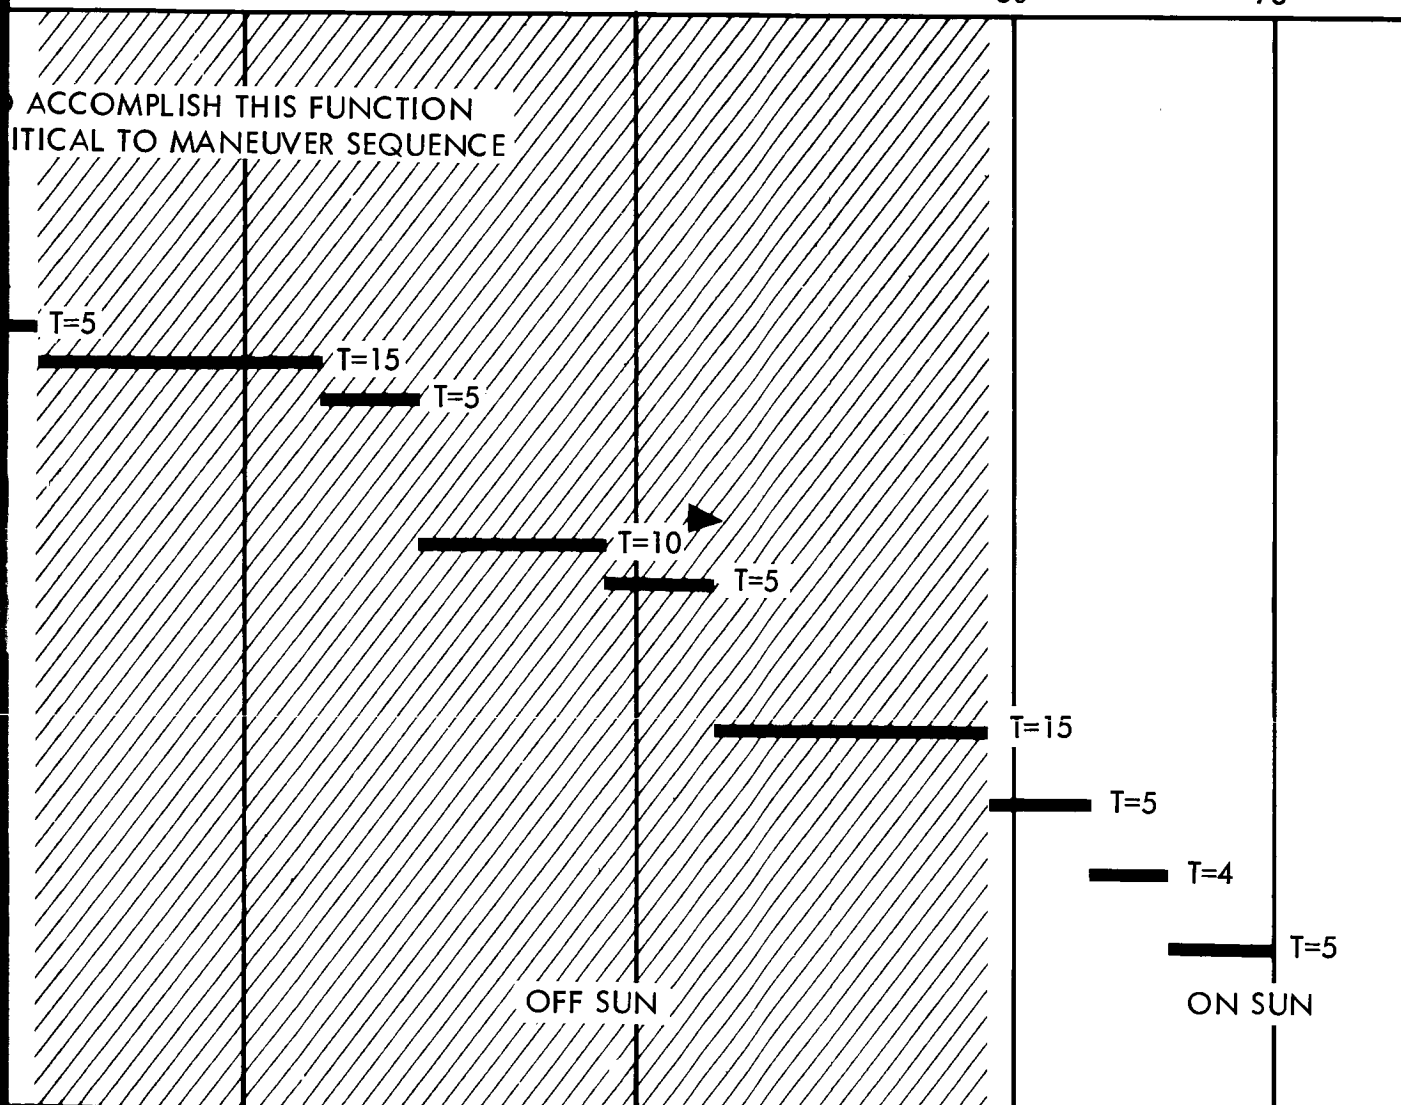 ACCOMPLISH THIS FUNCTION
ITICAL TO MANEUVER SEQUENCE
T=5
T=15
T=5
T=10
T=5
T=15
T=5
T=4
T=5
OFF SUN
ON SUN